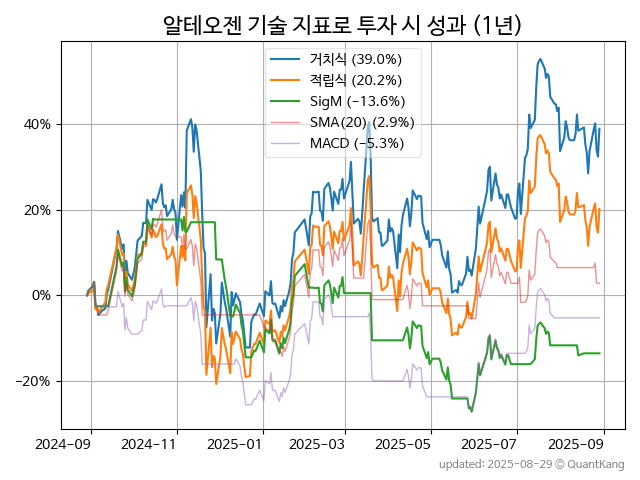 알테오젠 기술 지표로 투자 시 성과 (1년)
거치식 (39.0%)
적립식 (20.2%)
SigM (−13.6%)
SMA(20) (2.9%)
MACD (−5.3%)
40%
20%
0%
−20%
2024-09 2024-11 2025-01 2025-03 2025-05 2025-07 2025-09
updated: 2025-08-29 © QuantKang